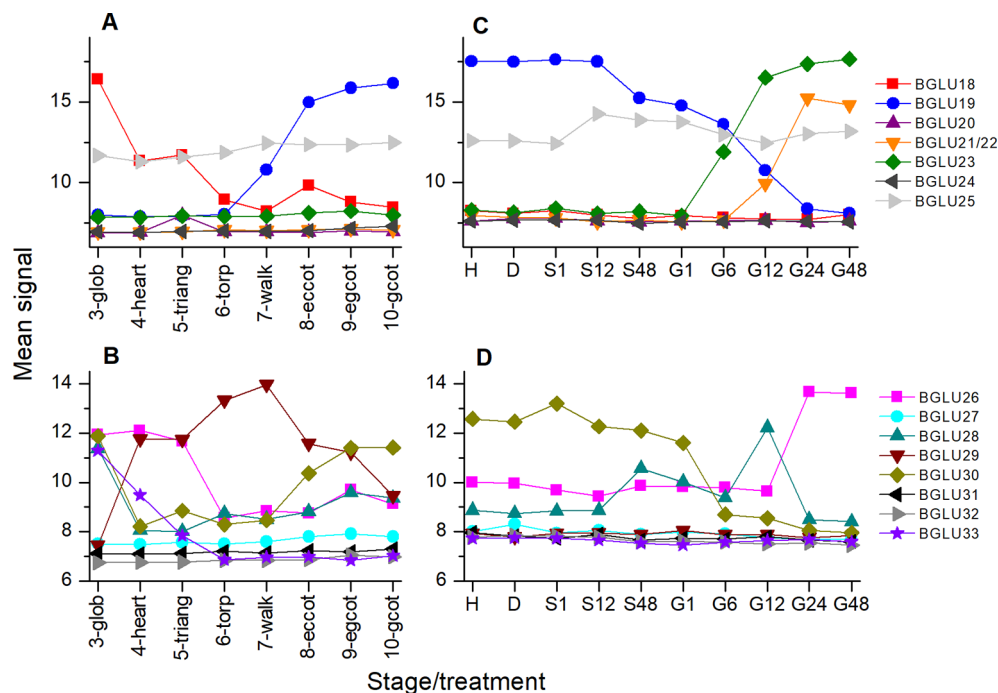 A
C
15
10
3-glob
4-heart
5-triang
6-torp
7-walk
8-eccot
9-egcot
10-gcot
15
10
H
D
S1
S12
S48
G1
G6
G12
G24
G48
BGLU18
BGLU19
BGLU20
BGLU21/22
BGLU23
BGLU24
BGLU25
Mean signal
B
D
14
12
10
8
6
3-glob
4-heart
5-triang
6-torp
7-walk
8-eccot
9-egcot
10-gcot
14
12
10
8
6
H
D
S1
S12
S48
G1
G6
G12
G24
G48
BGLU26
BGLU27
BGLU28
BGLU29
BGLU30
BGLU31
BGLU32
BGLU33
Stage/treatment